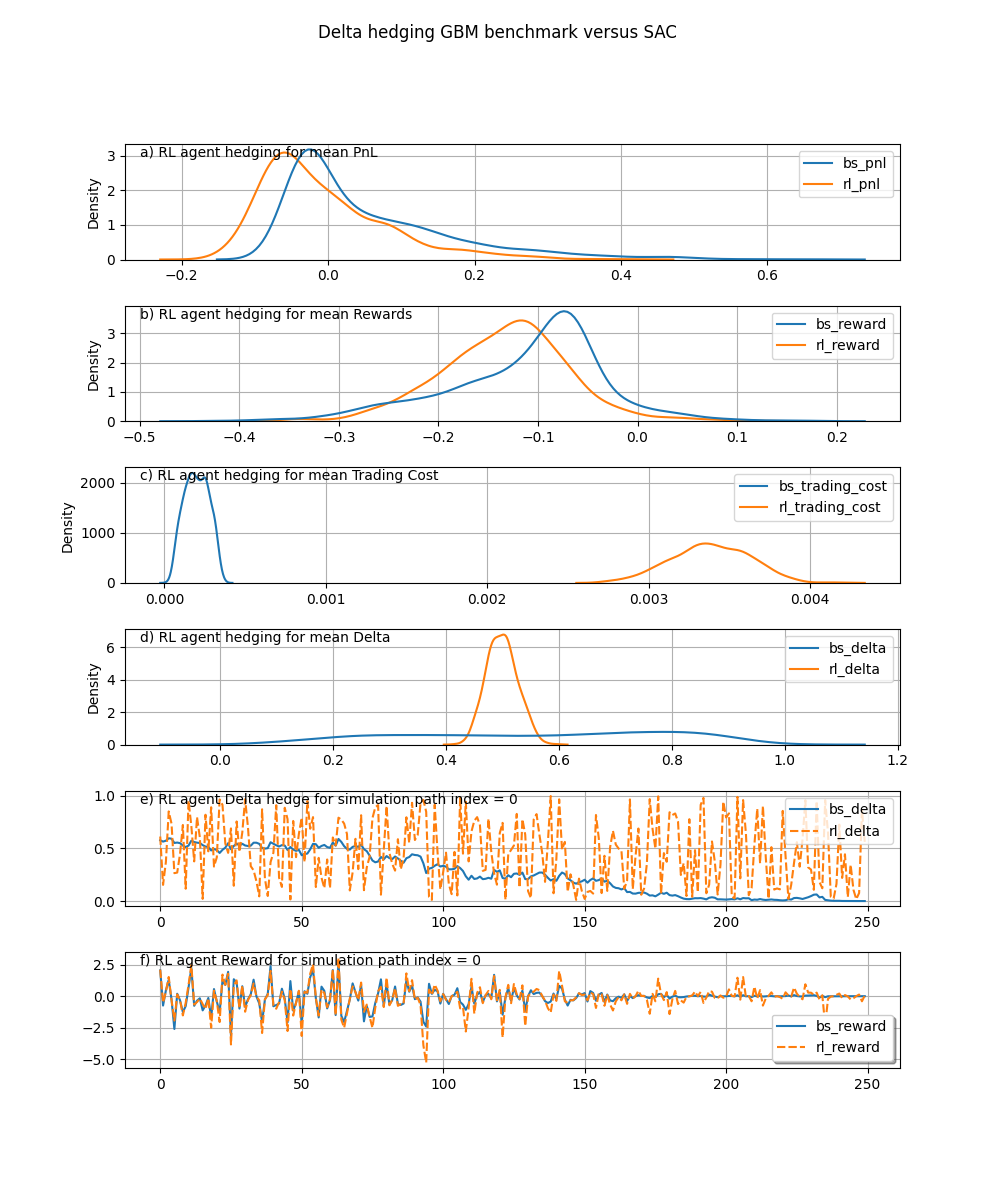 Delta hedging GBM benchmark versus SAC
a) RL agent hedging for mean PnL
bs_pnl
rl_pnl
Density
3
2
1
0
−0.2 0.0 0.2 0.4 0.6
b) RL agent hedging for mean Rewards
bs_reward
rl_reward
Density
3
2
1
0
−0.5 −0.4 −0.3 −0.2 −0.1 0.0 0.1 0.2
c) RL agent hedging for mean Trading Cost
bs_trading_cost
rl_trading_cost
Density
2000
1000
0
0.000 0.001 0.002 0.003 0.004
d) RL agent hedging for mean Delta
bs_delta
rl_delta
Density
6
4
2
0
0.0 0.2 0.4 0.6 0.8 1.0 1.2
e) RL agent Delta hedge for simulation path index = 0
bs_delta
rl_delta
1.0
0.5
0.0
0 50 100 150 200 250
f) RL agent Reward for simulation path index = 0
bs_reward
rl_reward
2.5
0.0
−2.5
−5.0
0 50 100 150 200 250